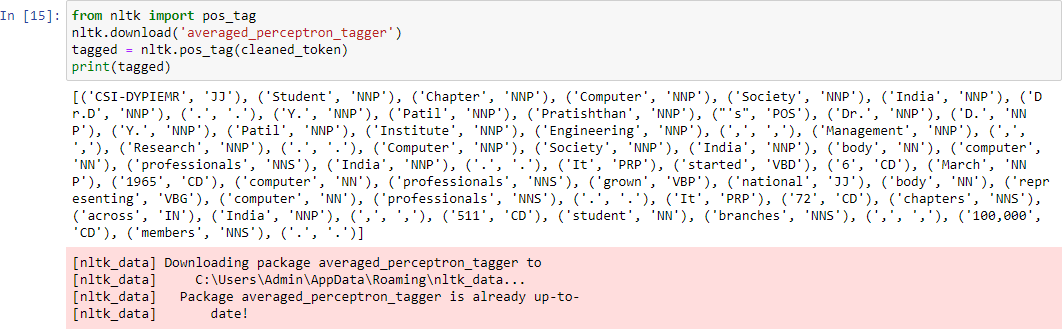 In [15]: from nltk import pos_tag
nltk.download('averaged_perceptron_tagger')
tagged = nltk.pos_tag(cleaned_token)
print(tagged)
[('CSI-DYPIEMR', 'JJ'), ('Student', 'NNP'), ('Chapter', 'NNP'), ('Computer', 'NNP'), ('Society', 'NNP'), ('India', 'NNP'), ('D
r.D', 'NNP'), ('.', '.'), ('Y.', 'NNP'), ('Patil', 'NNP'), ('Pratishthan', 'NNP'), ("'s", 'POS'), ('Dr.', 'NNP'), ('D.', 'NN
P'), ('Y.', 'NNP'), ('Patil', 'NNP'), ('Institute', 'NNP'), ('Engineering', 'NNP'), (',', ','), ('Management', 'NNP'), (',',
','), ('Research', 'NNP'), ('.', '.'), ('Computer', 'NNP'), ('Society', 'NNP'), ('India', 'NNP'), ('body', 'NN'), ('computer',
'NN'), ('professionals', 'NNS'), ('India', 'NNP'), ('.', '.'), ('It', 'PRP'), ('started', 'VBD'), ('6', 'CD'), ('March', 'NN
P'), ('1965', 'CD'), ('computer', 'NN'), ('professionals', 'NNS'), ('grown', 'VBP'), ('national', 'JJ'), ('body', 'NN'), ('repr
esenting', 'VBG'), ('computer', 'NN'), ('professionals', 'NNS'), ('.', '.'), ('It', 'PRP'), ('72', 'CD'), ('chapters', 'NNS'),
('across', 'IN'), ('India', 'NNP'), (',', ','), ('511', 'CD'), ('student', 'NN'), ('branches', 'NNS'), (',', ','), ('100,000',
'CD'), ('members', 'NNS'), ('.', '.')]
[nltk_data] Downloading package averaged_perceptron_tagger to
[nltk_data]     C:\Users\Admin\AppData\Roaming\nltk_data...
[nltk_data]   Package averaged_perceptron_tagger is already up-to-
[nltk_data]       date!